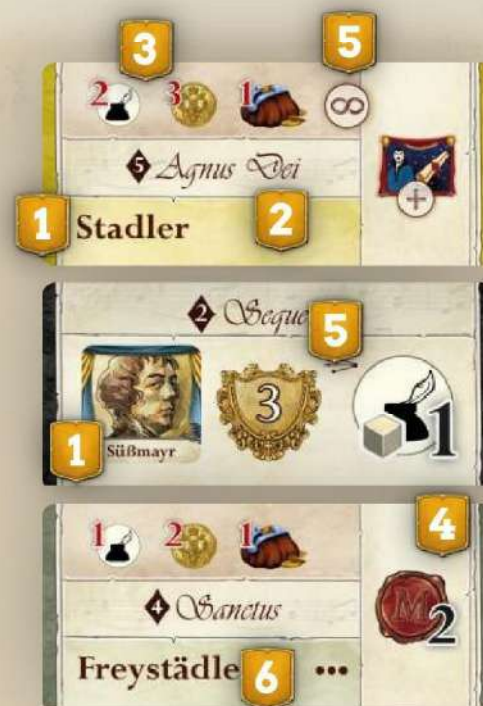 3 5
2 3 1
5 Agnus Dei
1 Stadler 2
2 Seque 5
3
1
1 Süßmayr
4
1 2 1
M 2
4 Sanctus
Freystädle 6 •••